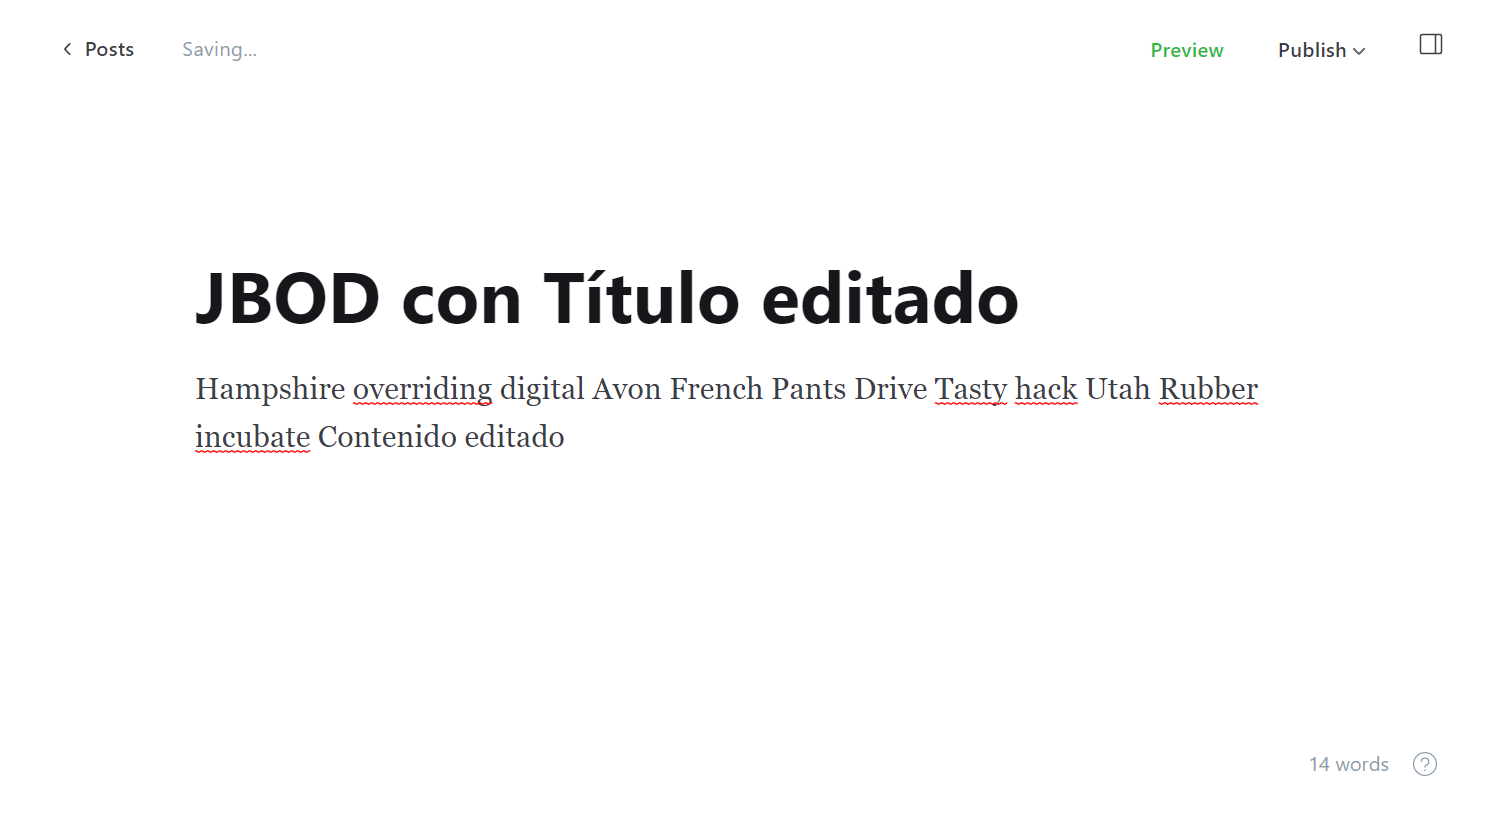 Posts
Saving...
Preview
Publish
JBOD con Título editado
Hampshire overriding digital Avon French Pants Drive Tasty hack Utah Rubber
incubate Contenido editado
14 words
?